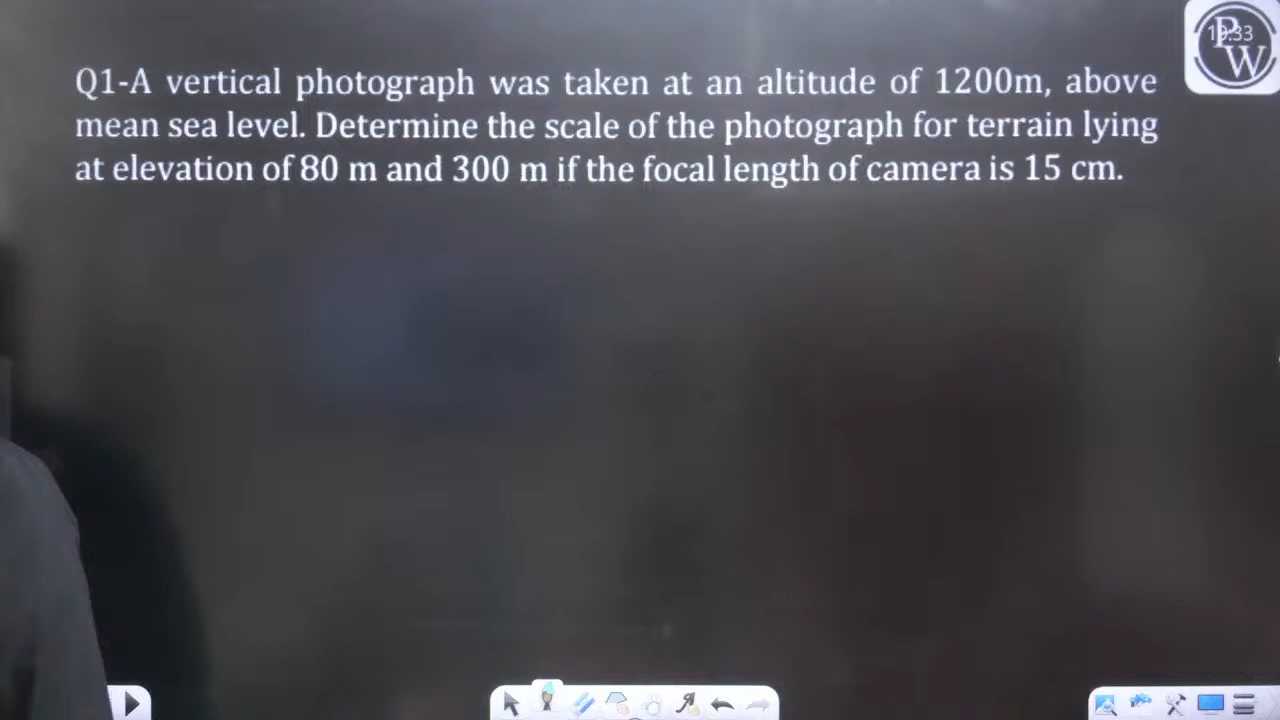 Q1-A vertical photograph was taken at an altitude of 1200m, above
mean sea level. Determine the scale of the photograph for terrain lying
at elevation of 80 m and 300 m if the focal length of camera is 15 cm.
PW